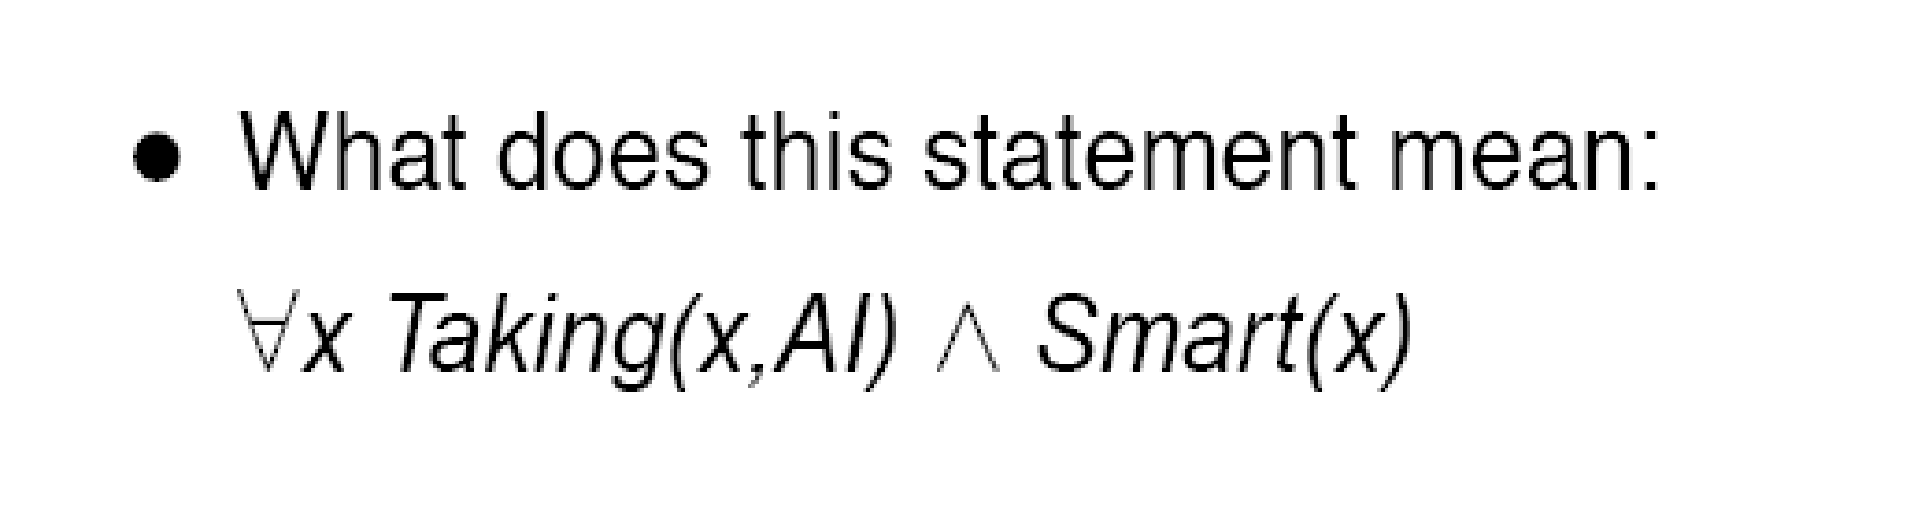 • What does this statement mean:
∀x Taking(x,AI) ∧ Smart(x)